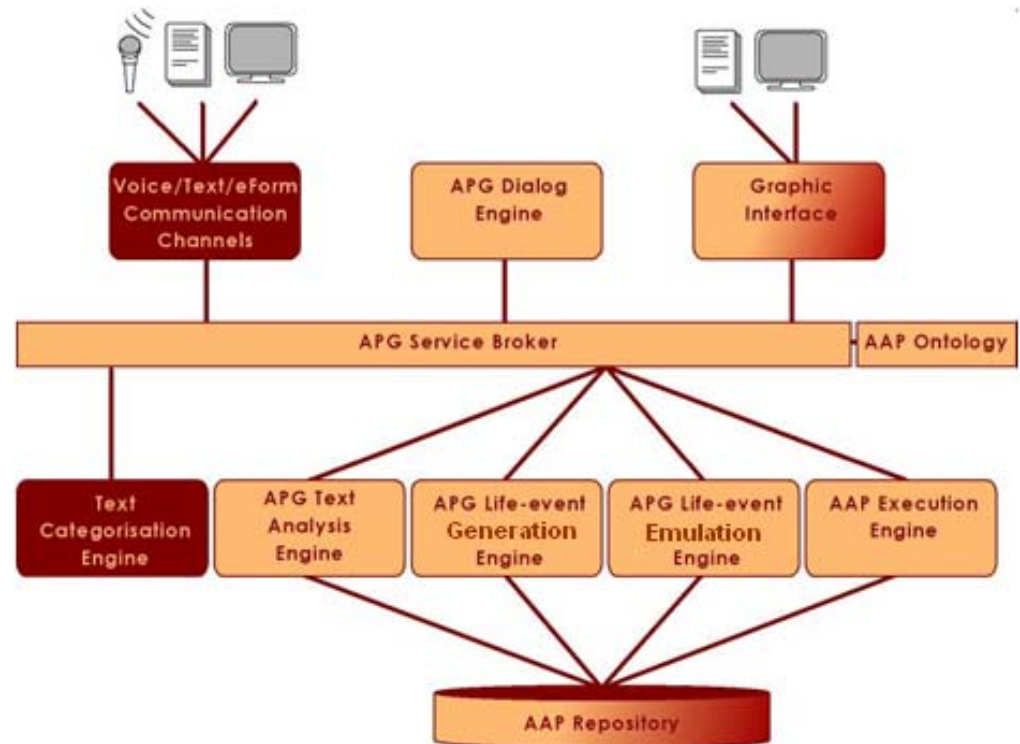 Voice/Text/eForm
Communication
Channels
APG Dialog
Engine
Graphic
Interface
APG Service Broker
AAP Ontology
Text
Categorisation
Engine
APG Text
Analysis
Engine
APG Life-event
Generation
Engine
APG Life-event
Emulation
Engine
AAP Execution
Engine
AAP Repository